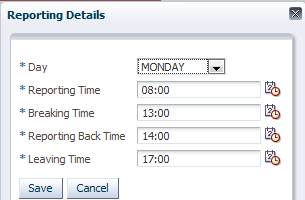 Reporting Details
* Day MONDAY
* Reporting Time 08:00
* Breaking Time 13:00
* Reporting Back Time 14:00
* Leaving Time 17:00
Save Cancel